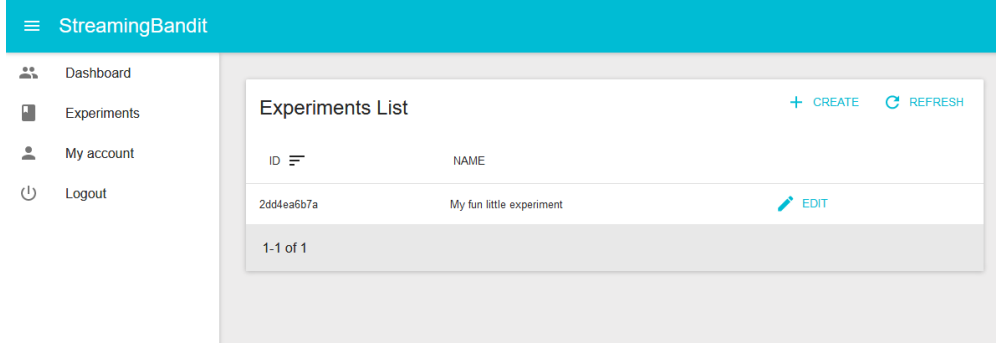 StreamingBandit
Dashboard
Experiments
My account
Logout
Experiments List
CREATE REFRESH
ID NAME
2dd4ea6b7a My fun little experiment EDIT
1-1 of 1